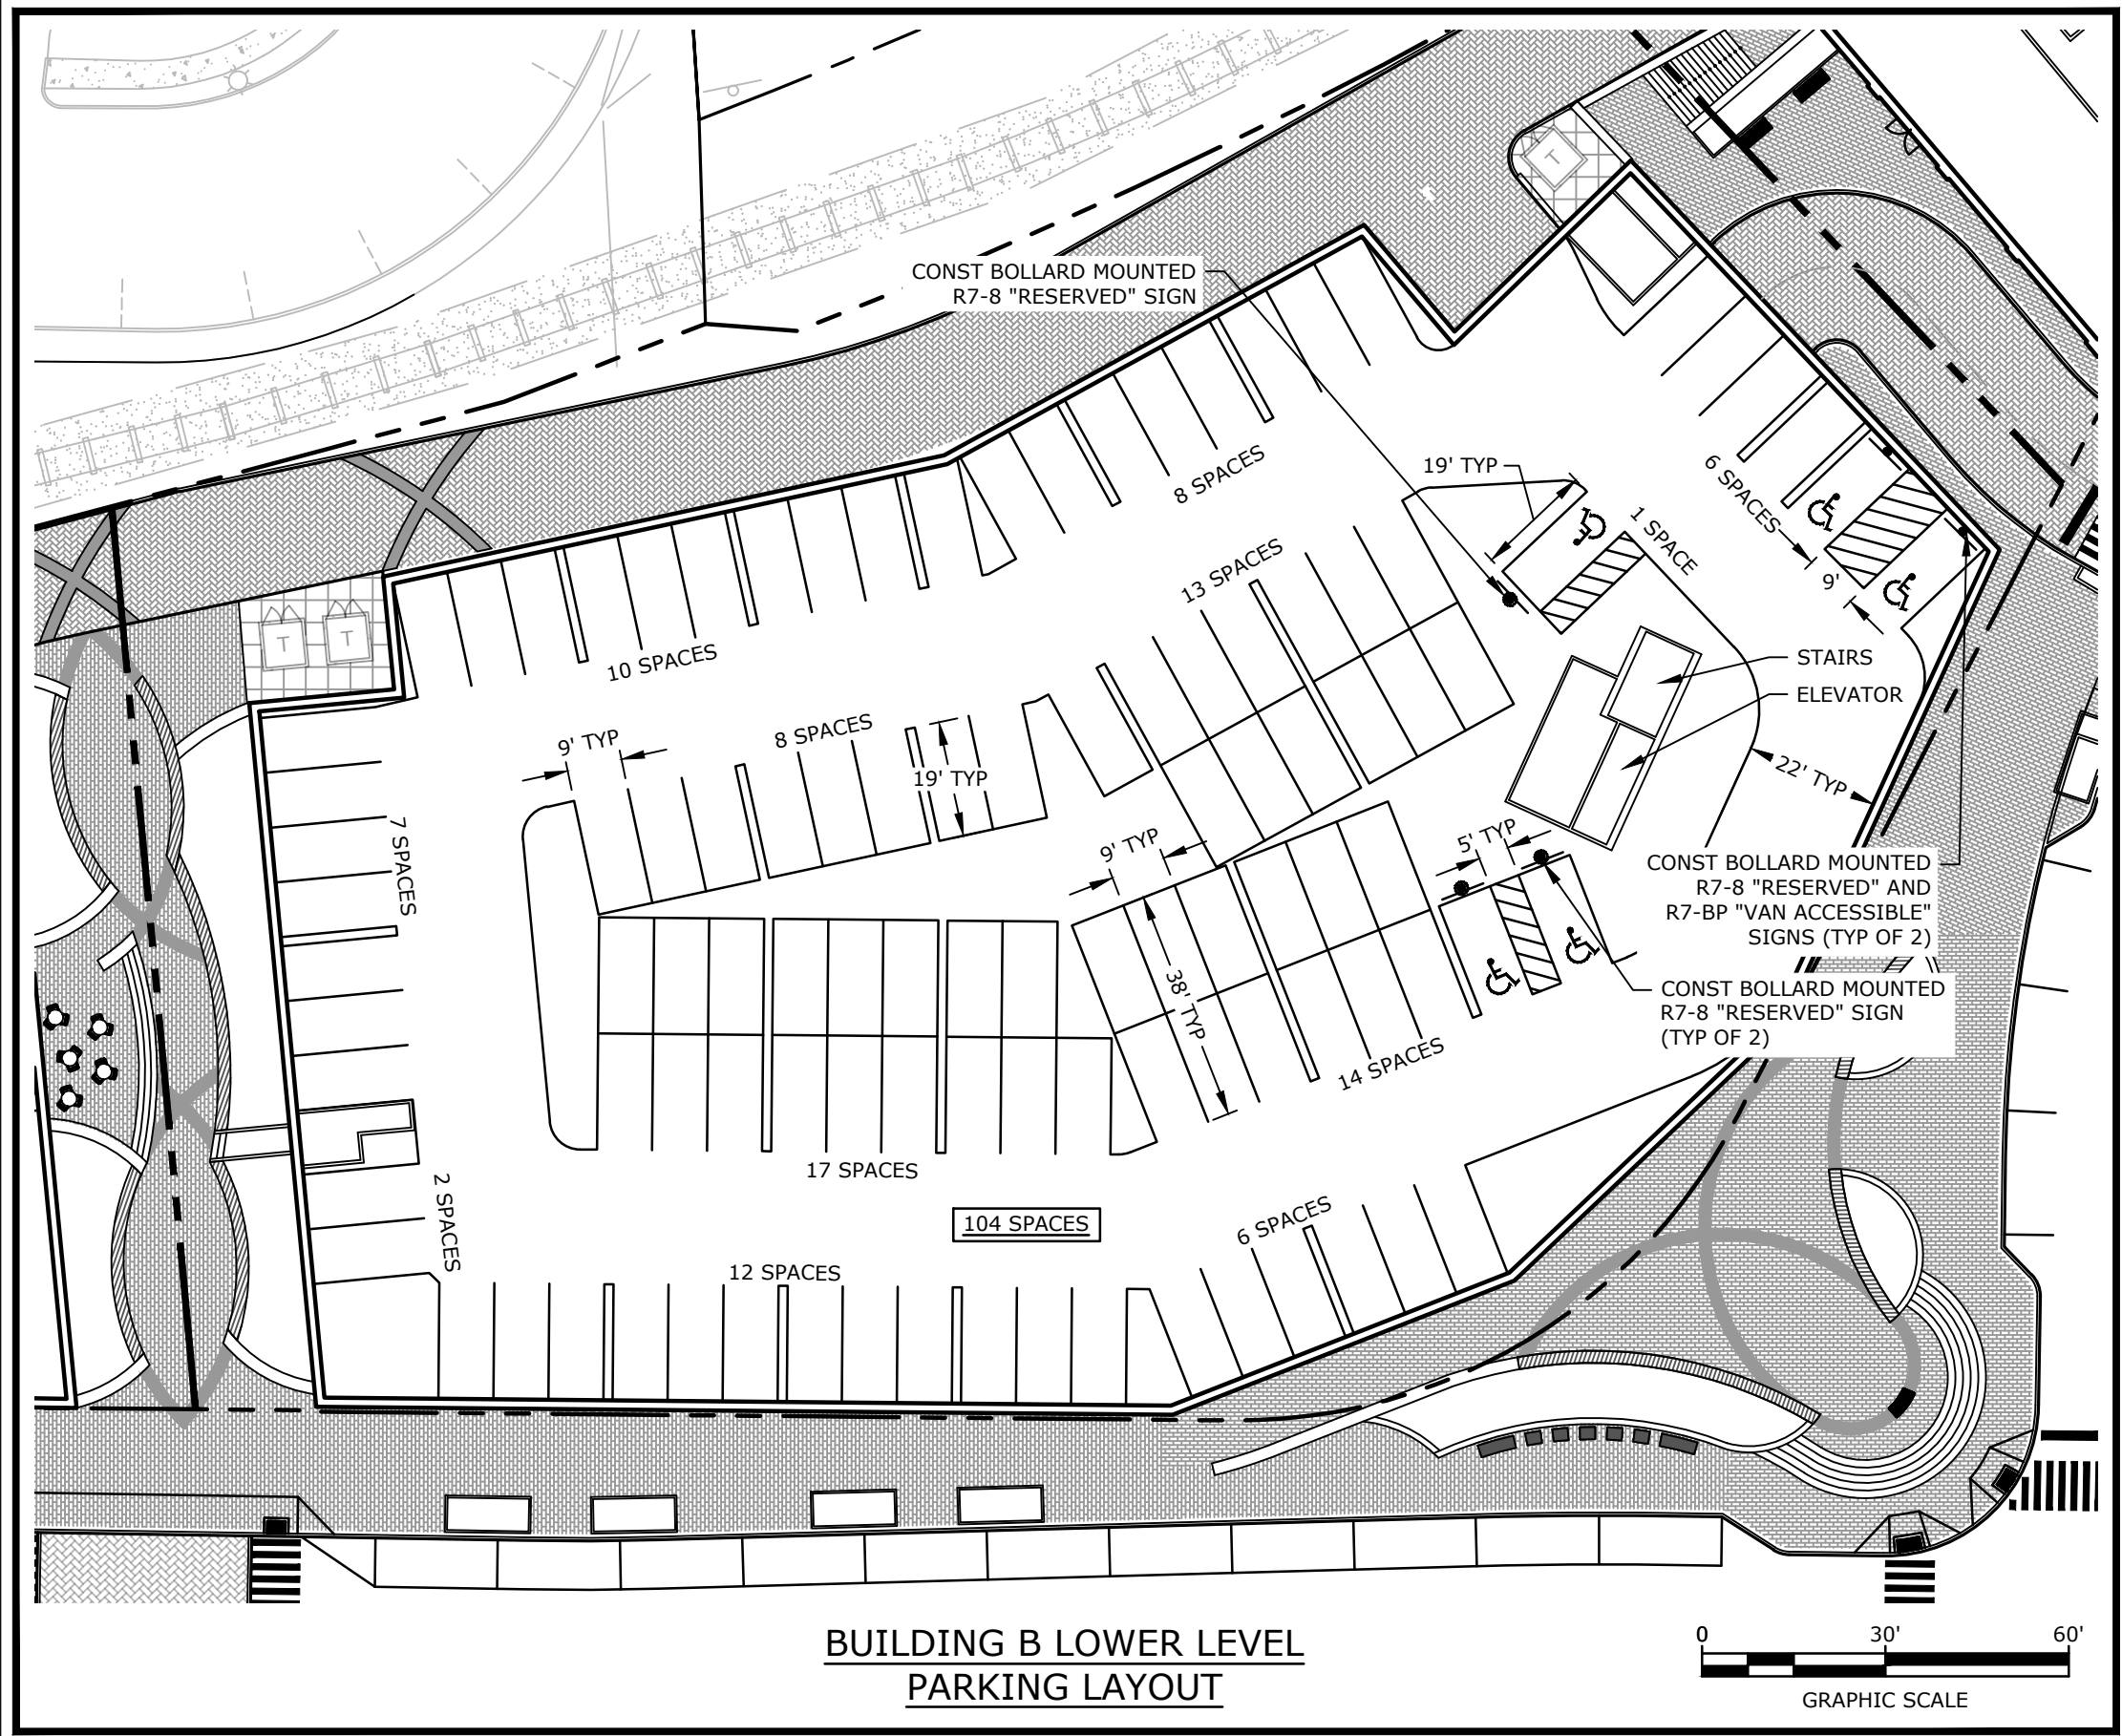 CONST BOLLARD MOUNTED
R7-8 "RESERVED" SIGN
T
8 SPACES
19' TYP
6 SPACES
1 SPACE
9'
13 SPACES
T
T
10 SPACES
STAIRS
ELEVATOR
9' TYP
8 SPACES
19' TYP
22' TYP
7 SPACES
9' TYP
5' TYP
CONST BOLLARD MOUNTED
R7-8 "RESERVED" AND
R7-BP "VAN ACCESSIBLE"
SIGNS (TYP OF 2)
38' TYP
CONST BOLLARD MOUNTED
R7-8 "RESERVED" SIGN
(TYP OF 2)
14 SPACES
17 SPACES
2 SPACES
104 SPACES
6 SPACES
12 SPACES
BUILDING B LOWER LEVEL
PARKING LAYOUT
0 30' 60'
GRAPHIC SCALE